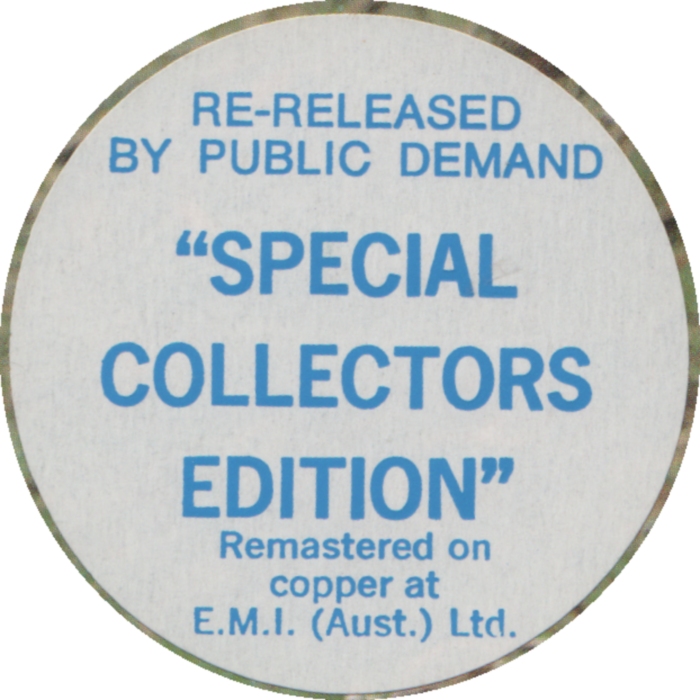 RE-RELEASED
BY PUBLIC DEMAND
“SPECIAL
COLLECTORS
EDITION”
Remastered on
copper at
E.M.I. (Aust.) Ltd.